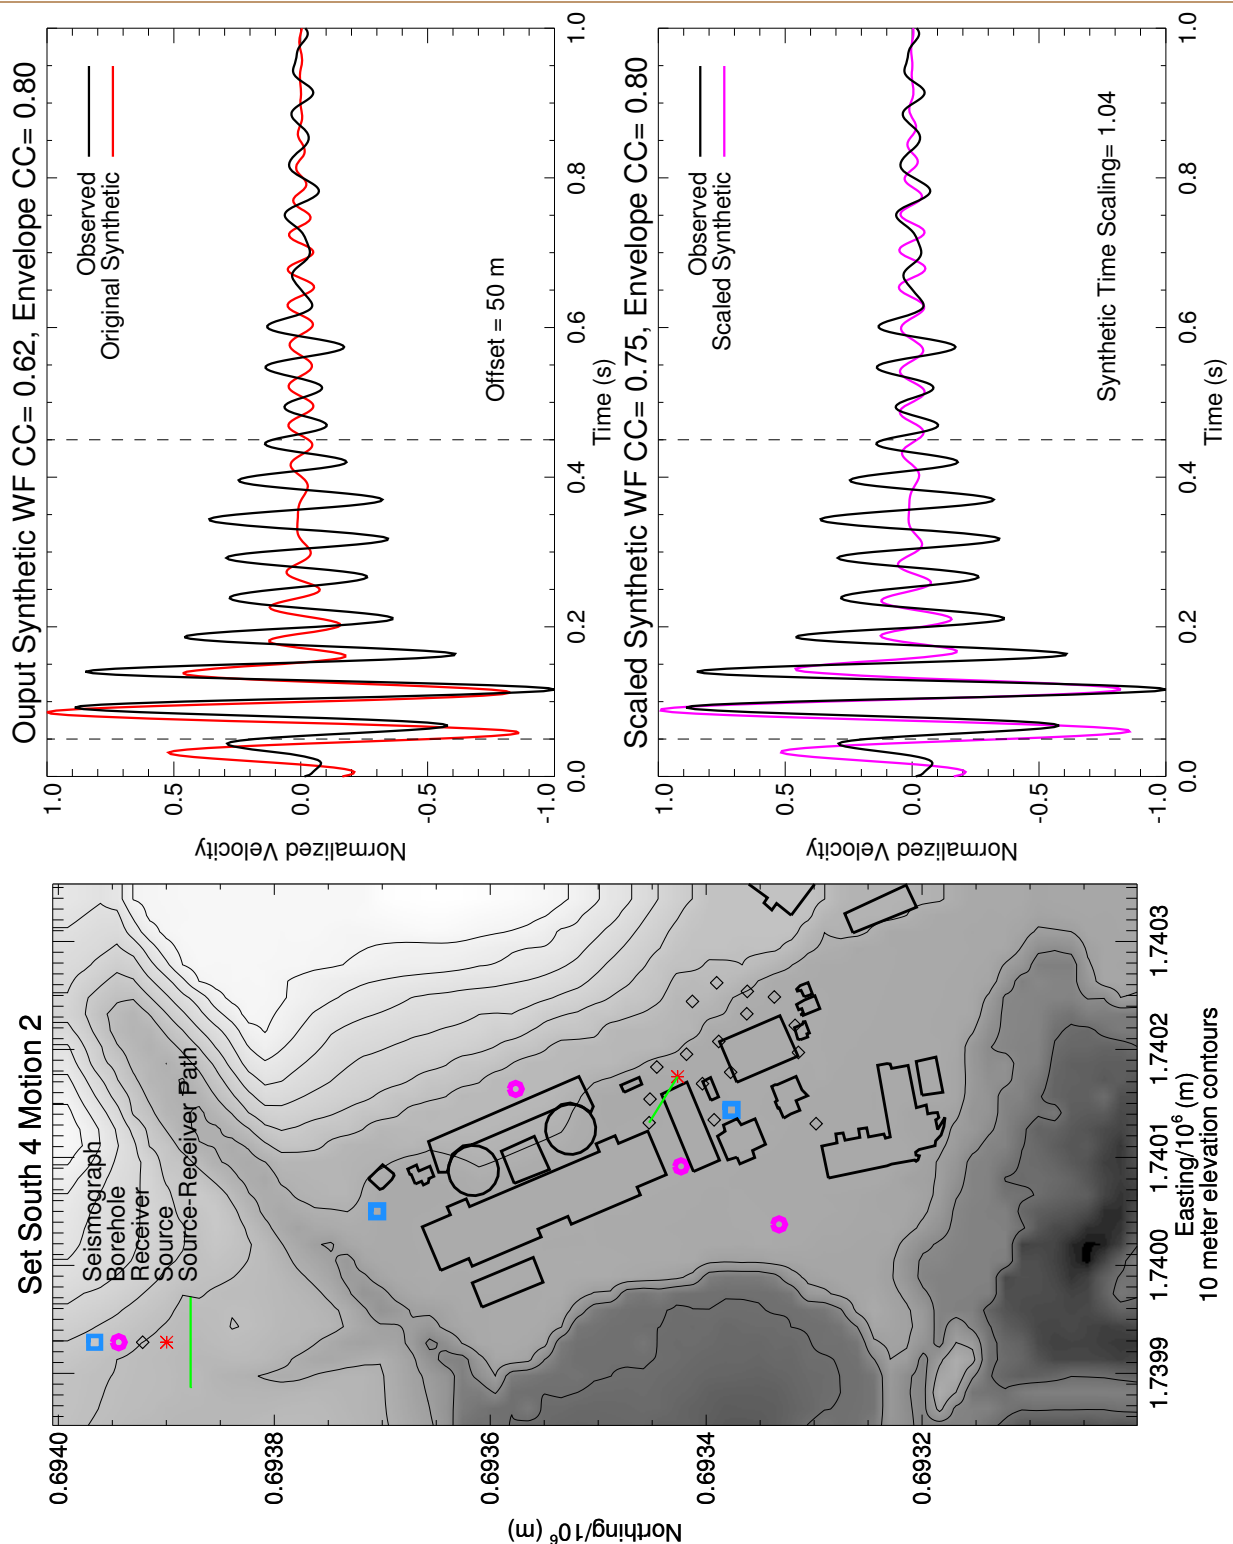 Set South 4 Motion 2
Seismograph
Borehole
Receiver
Source
Source-Receiver Path
0.6940
0.6938
0.6936
0.6934
0.6932
Northing/10⁶ (m)
1.7399 1.7400 1.7401 1.7402 1.7403
Easting/10⁶ (m)
10 meter elevation contours
Ouput Synthetic WF CC= 0.62, Envelope CC= 0.80
Observed
Original Synthetic
Offset = 50 m
1.0
0.5
0.0
-0.5
-1.0
Normalized Velocity
0.0 0.2 0.4 0.6 0.8 1.0
Time (s)
Scaled Synthetic WF CC= 0.75, Envelope CC= 0.80
Observed
Scaled Synthetic
Synthetic Time Scaling= 1.04
1.0
0.5
0.0
-0.5
-1.0
Normalized Velocity
0.0 0.2 0.4 0.6 0.8 1.0
Time (s)